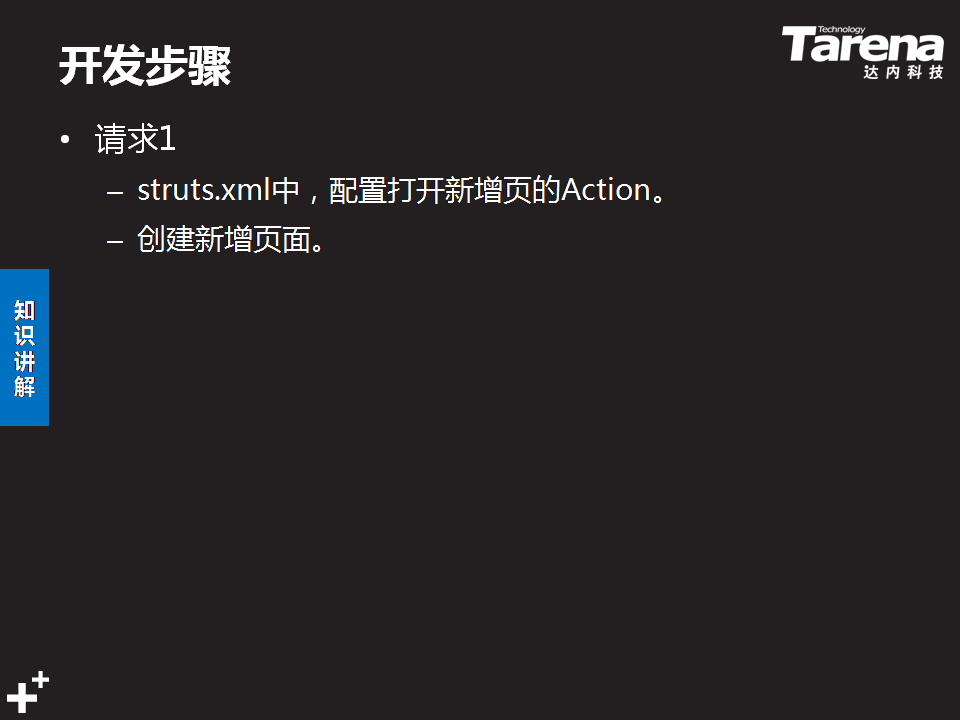 开发步骤
Technology
Tarena
达内科技
• 请求1
– struts.xml中，配置打开新增页的Action。
– 创建新增页面。
知
识
讲
解